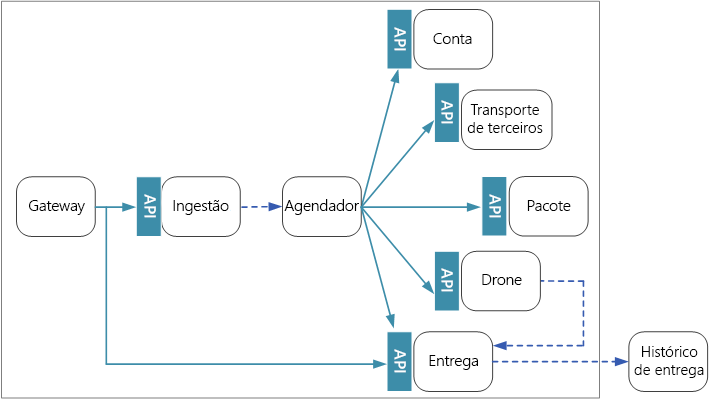 API
Conta
API
Transporte
de terceiros
Gateway
API
Ingestão
Agendador
API
Pacote
API
Drone
API
Entrega
Histórico
de entrega